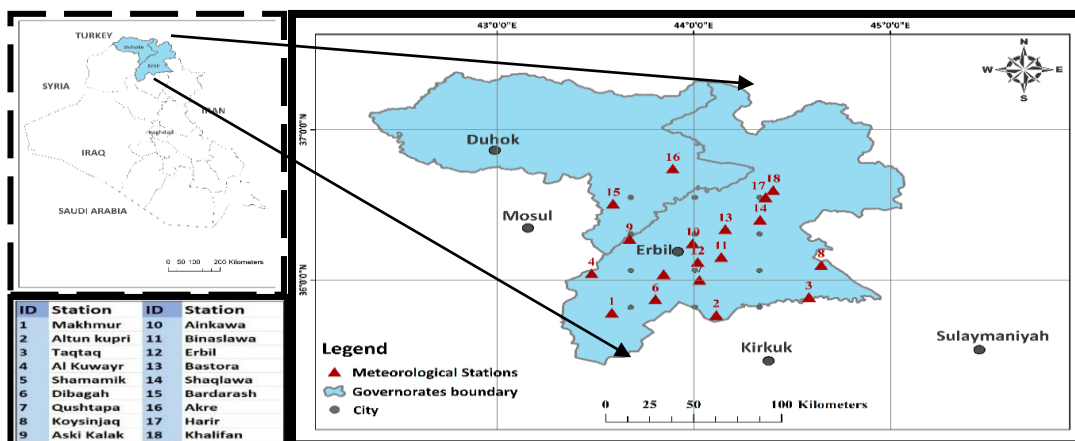 TURKEY
Duhoke
Erbil
SYRIA
IRAN
Baghdad
IRAQ
SAUDI ARABIA
0 50 100 200 Kilometers
ID Station ID Station
1 Makhmur 10 Ainkawa
2 Altun kupri 11 Binaslawa
3 Taqtaq 12 Erbil
4 Al Kuwayr 13 Bastora
5 Shamamik 14 Shaqlawa
6 Dibagah 15 Bardarash
7 Qushtapa 16 Akre
8 Koysinjaq 17 Harir
9 Aski Kalak 18 Khalifan
43°0'0"E 44°0'0"E 45°0'0"E
N
W E
S
37°0'0"N
Duhok
16
18
17
15
14
Mosul
13
9
10
Erbil
11
12
8
4
36°0'0"N
7
6
3
1
2
Kirkuk
Sulaymaniyah
Legend
Meteorological Stations
Governorates boundary
City
0 25 50 100 Kilometers